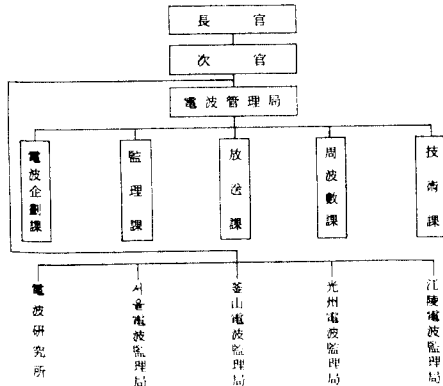 長官
次官
電波管理局
電波企劃課
監理課
放送課
周波數課
技術課
電波研究所
서울電波監理局
釜山電波監理局
光州電波監理局
江陵電波監理局